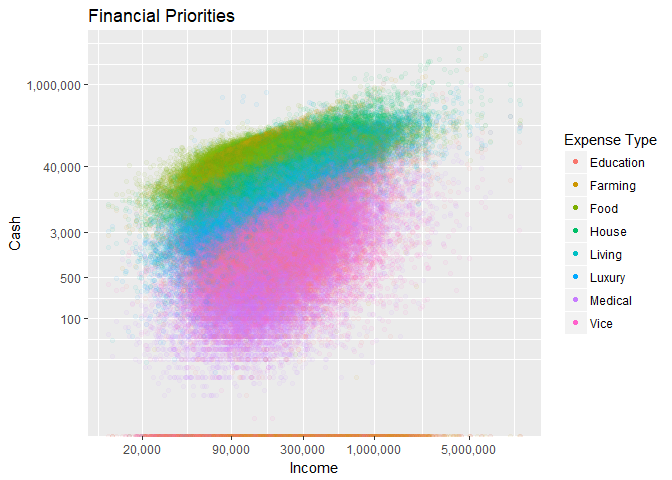 Financial Priorities
Cash
1,000,000
40,000
3,000
500
100
20,000
90,000
300,000
1,000,000
5,000,000
Income
Expense Type
Education
Farming
Food
House
Living
Luxury
Medical
Vice